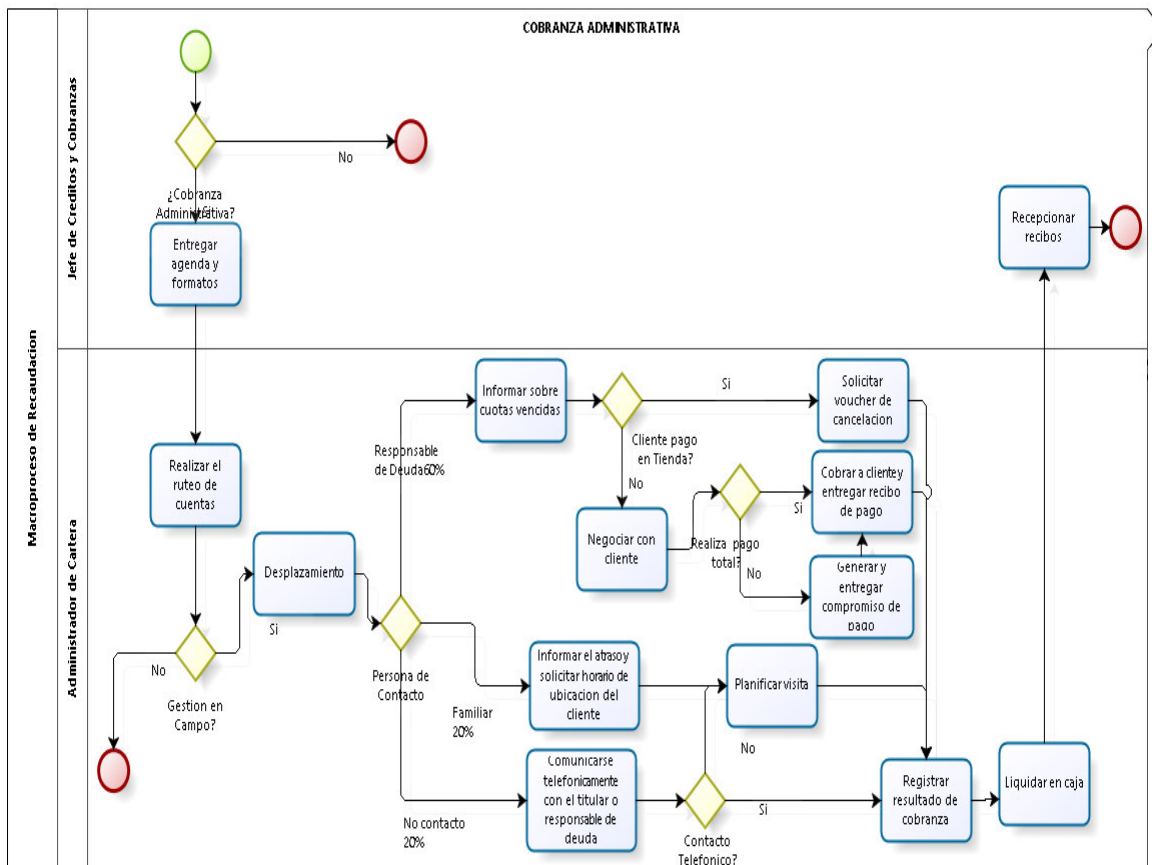 COBRANZA ADMINISTRATIVA
Macroproceso de Recaudacion
Jefe de Creditos y Cobranzas
No
¿Cobranza
Administrativa?
Entregar
agenda y
formatos
Recepcionar
recibos
Administrador de Cartera
Realizar el
ruteo de
cuentas
Gestion en
Campo?
No
Si
Desplazamiento
Persona de
Contacto
Responsable
de Deuda60%
Informar sobre
cuotas vencidas
Cliente pago
en Tienda?
Si
Solicitar
voucher de
cancelacion
No
Negociar con
cliente
Realiza pago
total?
Si
Cobrar a cliente y
entregar recibo
de pago
No
Generar y
entregar
compromiso de
pago
Familiar
20%
Informar el atraso y
solicitar horario de
ubicacion del
cliente
Planificar visita
No contacto
20%
Comunicarse
telefonicamente
con el titular o
responsable de
deuda
Contacto
Telefonico?
No
Si
Registrar
resultado de
cobranza
Liquidar en caja